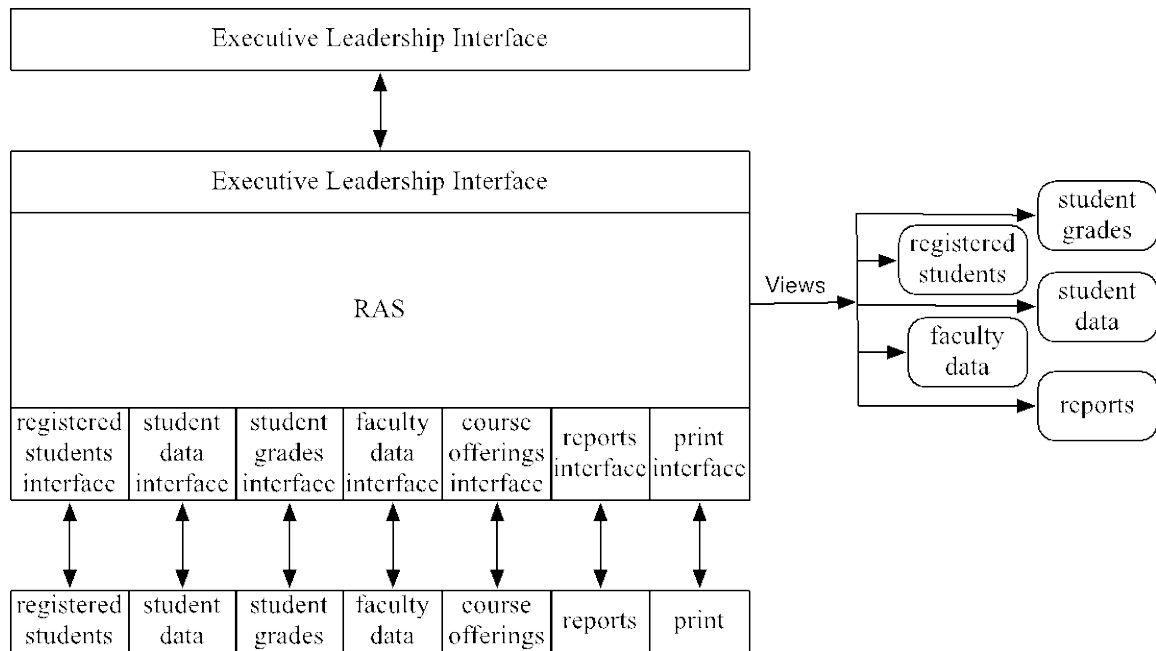 Executive Leadership Interface
Executive Leadership Interface
RAS
Views
student
grades
registered
students
student
data
faculty
data
reports
registered
students
interface
student
data
interface
student
grades
interface
faculty
data
interface
course
offerings
interface
reports
interface
print
interface
registered
students
student
data
student
grades
faculty
data
course
offerings
reports
print